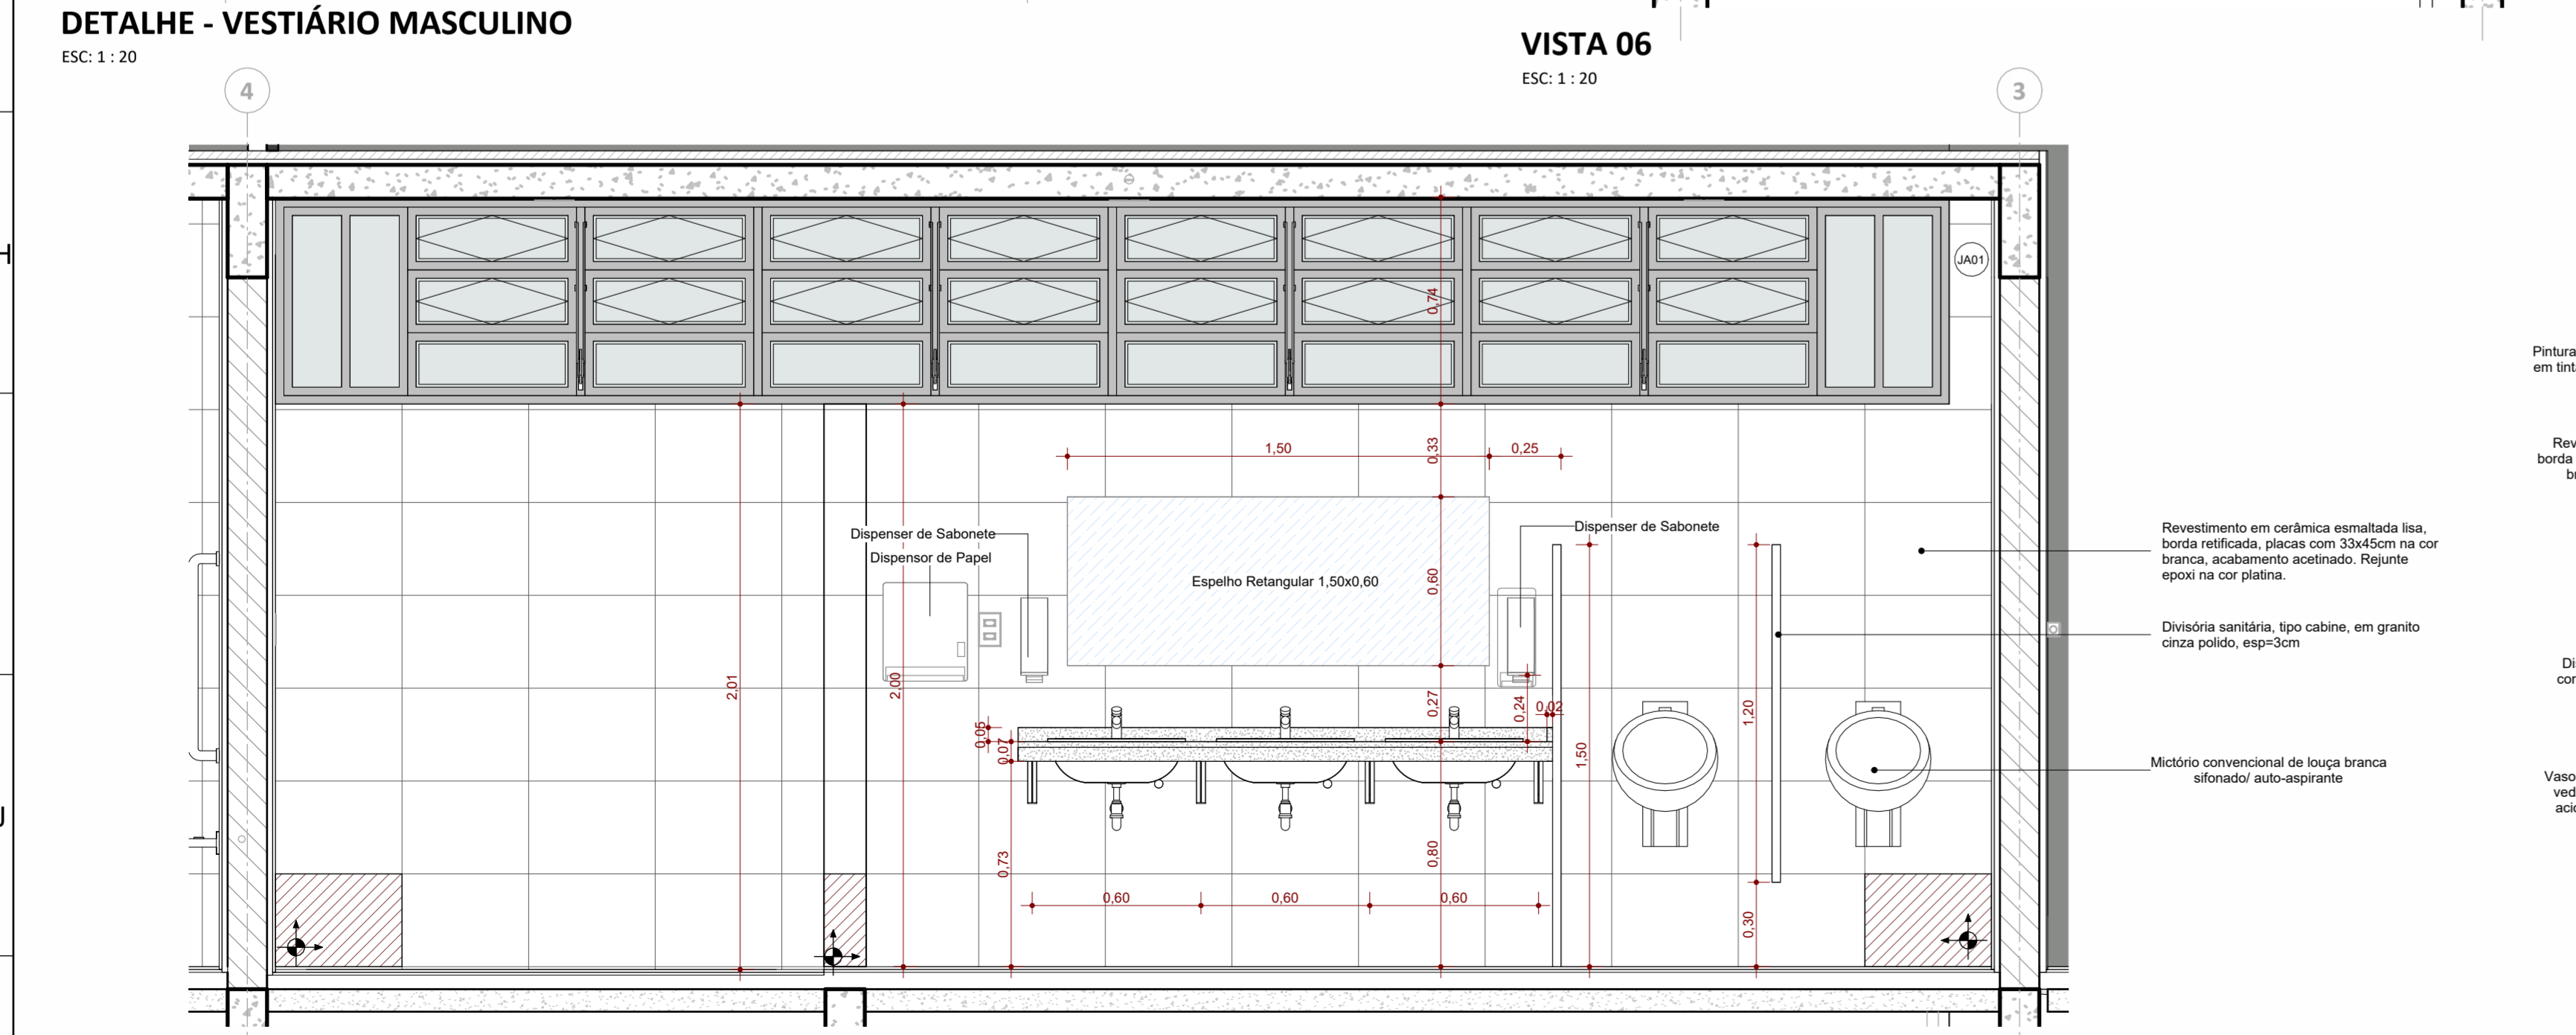 DETALHE - VESTIÁRIO MASCULINO
ESC: 1 : 20
VISTA 06
ESC: 1 : 20
4
3
H
JA01
0,74
Pintura
em tint
0,33
1,50
0,25
Rev
borda
b
Dispenser de Sabonete
Dispensor de Papel
Dispenser de Sabonete
Espelho Retangular 1,50x0,60
0,60
Revestimento em cerâmica esmaltada lisa,
borda retificada, placas com 33x45cm na cor
branca, acabamento acetinado. Rejunte
epoxi na cor platina.
Divisória sanitária, tipo cabine, em granito
cinza polido, esp=3cm
2,01
2,00
0,27
0,24
0,02
1,20
Di
cor
0,05
0,07
1,50
Mictório convencional de louça branca
sifonado/ auto-aspirante
Vaso
ved
acio
0,73
0,80
0,60
0,60
0,60
0,30